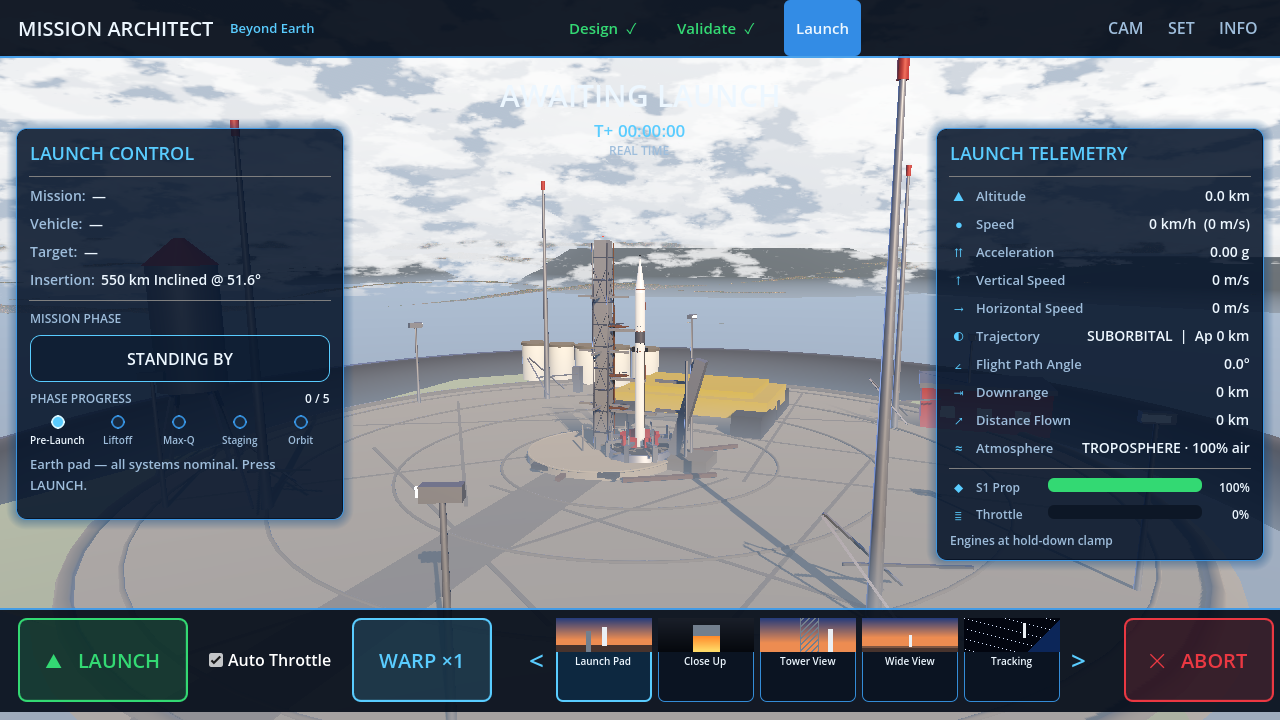 MISSION ARCHITECT Beyond Earth Design ✓ Validate ✓ Launch CAM SET INFO
AWAITING LAUNCH
T+ 00:00:00
REAL TIME
LAUNCH CONTROL
Mission: —
Vehicle: —
Target: —
Insertion: 550 km Inclined @ 51.6°
MISSION PHASE
STANDING BY
PHASE PROGRESS 0 / 5
Pre-Launch Liftoff Max-Q Staging Orbit
Earth pad — all systems nominal. Press
LAUNCH.
LAUNCH TELEMETRY
Altitude 0.0 km
Speed 0 km/h (0 m/s)
Acceleration 0.00 g
Vertical Speed 0 m/s
Horizontal Speed 0 m/s
Trajectory SUBORBITAL | Ap 0 km
Flight Path Angle 0.0°
Downrange 0 km
Distance Flown 0 km
Atmosphere TROPOSPHERE · 100% air
S1 Prop 100%
Throttle 0%
Engines at hold-down clamp
▲ LAUNCH Auto Throttle WARP ×1 < Launch Pad Close Up Tower View Wide View Tracking > ✕ ABORT